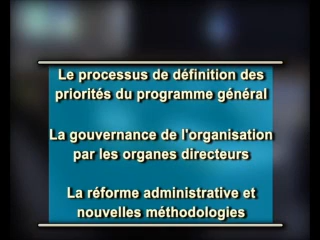 Le processus de définition des
priorités du programme général
La gouvernance de l'organisation
par les organes directeurs
La réforme administrative et
nouvelles méthodologies